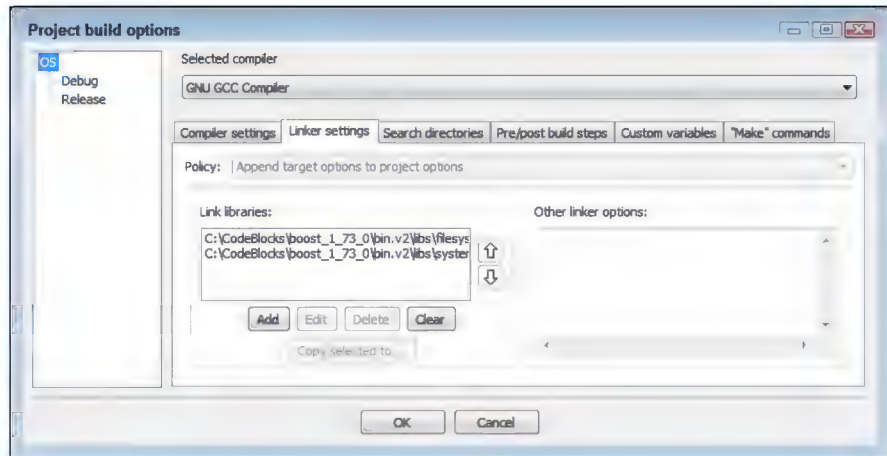 Project build options
OS
Debug
Release
Selected compiler
GNU GCC Compiler
Compiler settings
Linker settings
Search directories
Pre/post build steps
Custom variables
"Make" commands
Policy:
Append target options to project options
Link libraries:
Other linker options:
C:\CodeBlocks\boost_1_73_0\bin.v2\libs\filesys
C:\CodeBlocks\boost_1_73_0\bin.v2\libs\system
Add
Edit
Delete
Clear
Copy selected to
OK
Cancel